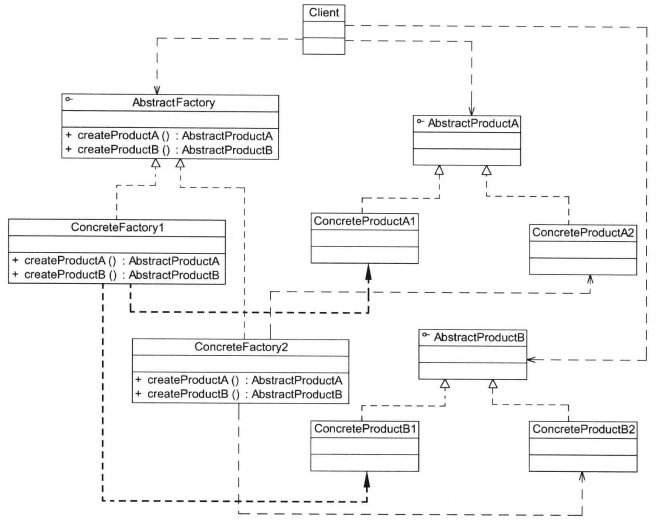 Client
AbstractFactory
+ createProductA () : AbstractProductA
+ createProductB () : AbstractProductB
AbstractProductA
ConcreteFactory1
+ createProductA () : AbstractProductA
+ createProductB () : AbstractProductB
ConcreteProductA1
ConcreteProductA2
ConcreteFactory2
+ createProductA () : AbstractProductA
+ createProductB () : AbstractProductB
AbstractProductB
ConcreteProductB1
ConcreteProductB2